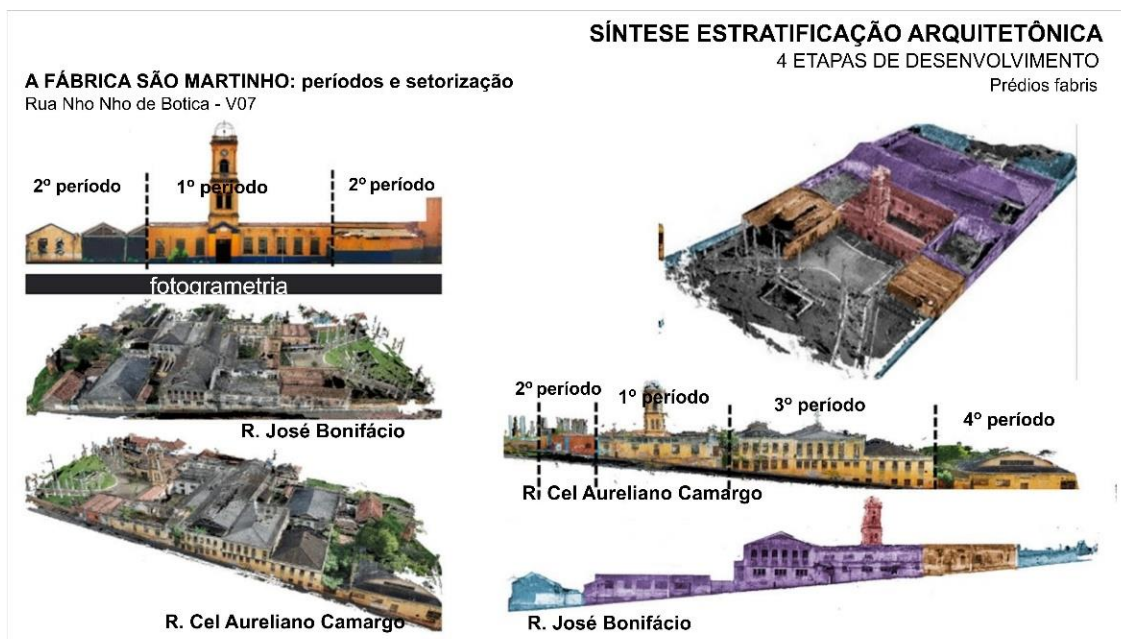 SÍNTESE ESTRATIFICAÇÃO ARQUITETÔNICA
4 ETAPAS DE DESENVOLVIMENTO
Prédios fabris
A FÁBRICA SÃO MARTINHO: períodos e setorização
Rua Nho Nho de Botica - V07
2º período
1º período
2º período
fotogrametria
R. José Bonifácio
R. Cel Aureliano Camargo
2º período
1º período
3º período
4º período
R. Cel Aureliano Camargo
R. José Bonifácio